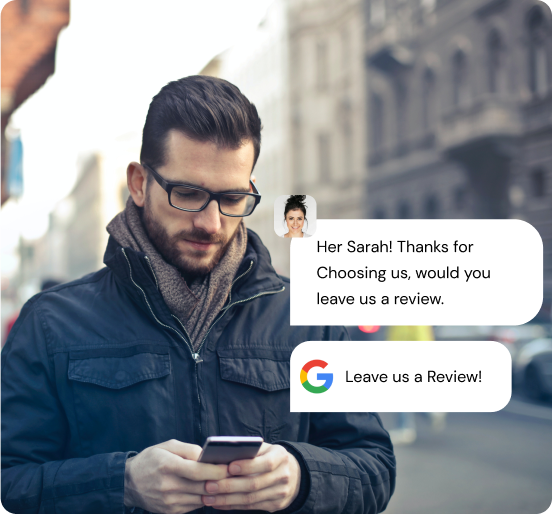 Her Sarah! Thanks for
Choosing us, would you
leave us a review.
Leave us a Review!